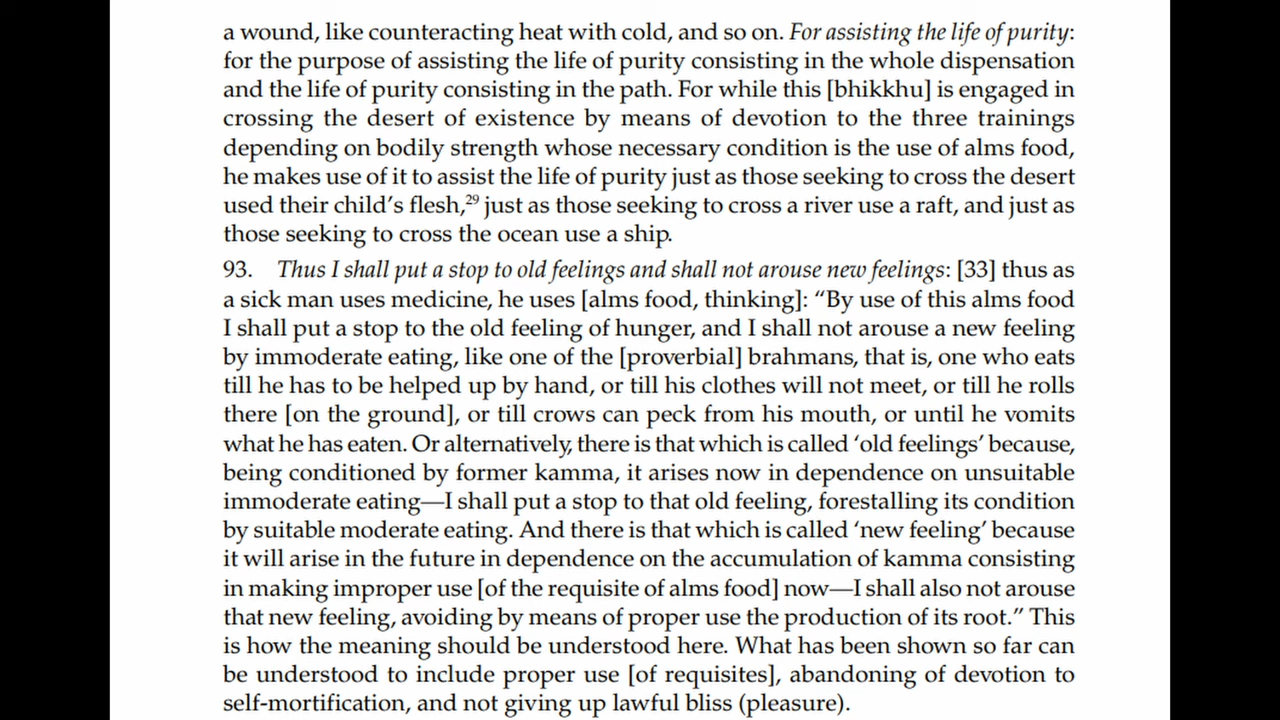 a wound, like counteracting heat with cold, and so on. For assisting the life of purity:
for the purpose of assisting the life of purity consisting in the whole dispensation
and the life of purity consisting in the path. For while this [bhikkhu] is engaged in
crossing the desert of existence by means of devotion to the three trainings
depending on bodily strength whose necessary condition is the use of alms food,
he makes use of it to assist the life of purity just as those seeking to cross the desert
used their child’s flesh,²⁹ just as those seeking to cross a river use a raft, and just as
those seeking to cross the ocean use a ship.
93. Thus I shall put a stop to old feelings and shall not arouse new feelings: [33] thus as
a sick man uses medicine, he uses [alms food, thinking]: “By use of this alms food
I shall put a stop to the old feeling of hunger, and I shall not arouse a new feeling
by immoderate eating, like one of the [proverbial] brahmans, that is, one who eats
till he has to be helped up by hand, or till his clothes will not meet, or till he rolls
there [on the ground], or till crows can peck from his mouth, or until he vomits
what he has eaten. Or alternatively, there is that which is called ‘old feelings’ because,
being conditioned by former kamma, it arises now in dependence on unsuitable
immoderate eating—I shall put a stop to that old feeling, forestalling its condition
by suitable moderate eating. And there is that which is called ‘new feeling’ because
it will arise in the future in dependence on the accumulation of kamma consisting
in making improper use [of the requisite of alms food] now—I shall also not arouse
that new feeling, avoiding by means of proper use the production of its root.” This
is how the meaning should be understood here. What has been shown so far can
be understood to include proper use [of requisites], abandoning of devotion to
self-mortification, and not giving up lawful bliss (pleasure).